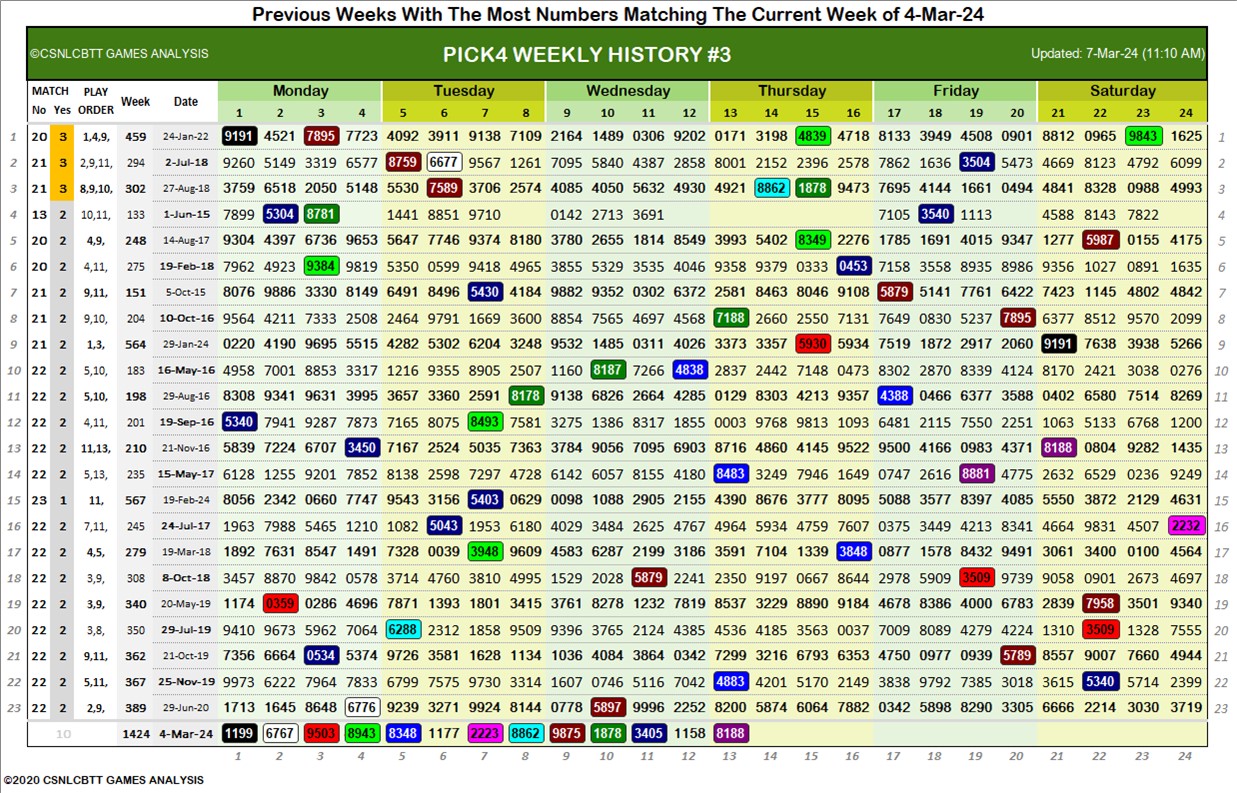 Previous Weeks With The Most Numbers Matching The Current Week of 4-Mar-24
©CSNLCBTT GAMES ANALYSIS PICK4 WEEKLY HISTORY #3 Updated: 7-Mar-24 (11:10 AM)
MATCH PLAY Week Date Monday Tuesday Wednesday Thursday Friday Saturday
No Yes ORDER 1 2 3 4 5 6 7 8 9 10 11 12 13 14 15 16 17 18 19 20 21 22 23 24
1 20 3 1,4,9, 459 24-Jan-22 9191 4521 7895 7723 4092 3911 9138 7109 2164 1489 0306 9202 0171 3198 4839 4718 8133 3949 4508 0901 8812 0965 9843 1625 1
2 21 3 2,9,11, 294 2-Jul-18 9260 5149 3319 6577 8759 6677 9567 1261 7095 5840 4387 2858 8001 2152 2396 2578 7862 1636 3504 5473 4669 8123 4792 6099 2
3 21 3 8,9,10, 302 27-Aug-18 3759 6518 2050 5148 5530 7589 3706 2574 4085 4050 5632 4930 4921 8862 1878 9473 7695 4144 1661 0494 4841 8328 0988 4993 3
4 13 2 10,11, 133 1-Jun-15 7899 5304 8781 1441 8851 9710 0142 2713 3691 7105 3540 1113 4588 8143 7822 4
5 20 2 4,9, 248 14-Aug-17 9304 4397 6736 9653 5647 7746 9374 8180 3780 2655 1814 8549 3993 5402 8349 2276 1785 1691 4015 9347 1277 5987 0155 4175 5
6 20 2 4,11, 275 19-Feb-18 7962 4923 9384 9819 5350 0599 9418 4965 3855 5329 3535 4046 9358 9379 0333 0453 7158 3558 8935 8986 9356 1027 0891 1635 6
7 21 2 9,11, 151 5-Oct-15 8076 9886 3330 8149 6491 8496 5430 4184 9882 9352 0302 6372 2581 8463 8046 9108 5879 5141 7761 6422 7423 1145 4802 4842 7
8 21 2 9,10, 204 10-Oct-16 9564 4211 7333 2508 2464 9791 1669 3600 8854 7565 4697 4568 7188 2660 2550 7131 7649 0830 5237 7895 6377 8512 9570 2099 8
9 21 2 1,3, 564 29-Jan-24 0220 4190 9695 5515 4282 5302 6204 3248 9532 1485 0311 4026 3373 3357 5930 5934 7519 1872 2917 2060 9191 7638 3938 5266 9
10 22 2 5,10, 183 16-May-16 4958 7001 8853 3317 1216 9355 8905 2507 1160 8187 7266 4838 2837 2442 7148 0473 8302 2870 8339 4124 8170 2421 3038 0276 10
11 22 2 5,10, 198 29-Aug-16 8308 9341 9631 3995 3657 3360 2591 8178 9138 6826 2664 4285 0129 8303 4213 9357 4388 0466 6377 3588 0402 6580 7514 8269 11
12 22 2 4,11, 201 19-Sep-16 5340 7941 9287 7873 7165 8075 8493 7581 3275 1386 8317 1855 0003 9768 9813 1093 6481 2115 7550 2251 1063 5133 6768 1200 12
13 22 2 11,13, 210 21-Nov-16 5839 7224 6707 3450 7167 2524 5035 7363 3784 9056 7095 6903 8716 4860 4145 9522 9500 4166 0983 4371 8188 0804 9282 1435 13
14 22 2 5,13, 235 15-May-17 6128 1255 9201 7852 8138 2598 7297 4728 6142 6057 8155 4180 8483 3249 7946 1649 0747 2616 8881 4775 2632 6529 0236 9249 14
15 23 1 11, 567 19-Feb-24 8056 2342 0660 7747 9543 3156 5403 0629 0098 1088 2905 2155 4390 8676 3777 8095 5088 5577 8397 4085 5550 3872 2129 4631 15
16 22 2 7,11, 245 24-Jul-17 1963 7988 5465 1210 1082 5043 1953 6180 4029 3484 2625 4767 4964 5934 4759 7607 0375 3449 4213 8341 4664 9831 4507 2232 16
17 22 2 4,5, 279 19-Mar-18 1892 7631 8547 1491 7328 0039 3948 9609 4583 6287 2199 3186 3591 7104 1339 3848 0877 1578 8432 9491 3061 3400 0100 4564 17
18 22 2 3,9, 308 8-Oct-18 3457 8870 9842 0578 3714 4760 3810 4995 1529 2028 5879 2241 2350 9197 0667 8644 2978 5909 3509 9739 9058 0901 2673 4697 18
19 22 2 3,9, 340 20-May-19 1174 0359 0286 4696 7871 1393 1801 3415 3761 8278 1232 7819 8537 3229 8890 9184 4678 8386 4000 6783 2839 7958 3501 9340 19
20 22 2 3,8, 350 29-Jul-19 9410 9673 5962 7064 6288 2312 1858 9509 9396 3765 2124 2385 4536 4185 3563 0937 7009 8089 4279 4224 1310 3509 1328 7555 20
21 22 2 9,11, 362 21-Oct-19 7356 6664 0534 5374 9726 3581 1628 1134 1036 4084 3864 0342 7299 3216 6793 6353 4750 0977 0939 5789 8557 9007 7660 4944 21
22 22 2 5,11, 367 25-Nov-19 9973 6222 7964 7833 6799 7575 9730 3314 1607 0746 5116 7042 4883 4201 5170 2149 3838 9792 7385 3018 3615 5340 5714 2399 22
23 22 2 2,9, 389 29-Jun-20 1713 1645 8648 6776 9239 3271 9924 8144 0778 5897 9996 2252 8200 5874 6064 7882 0342 5898 8290 3305 6666 2214 3030 3719 23
10 1424 4-Mar-24 1199 6767 9503 8943 8348 1177 2223 8862 9875 1878 3405 1158 8188
1 2 3 4 5 6 7 8 9 10 11 12 13 14 15 16 17 18 19 20 21 22 23 24
©2020 CSNLCBTT GAMES ANALYSIS